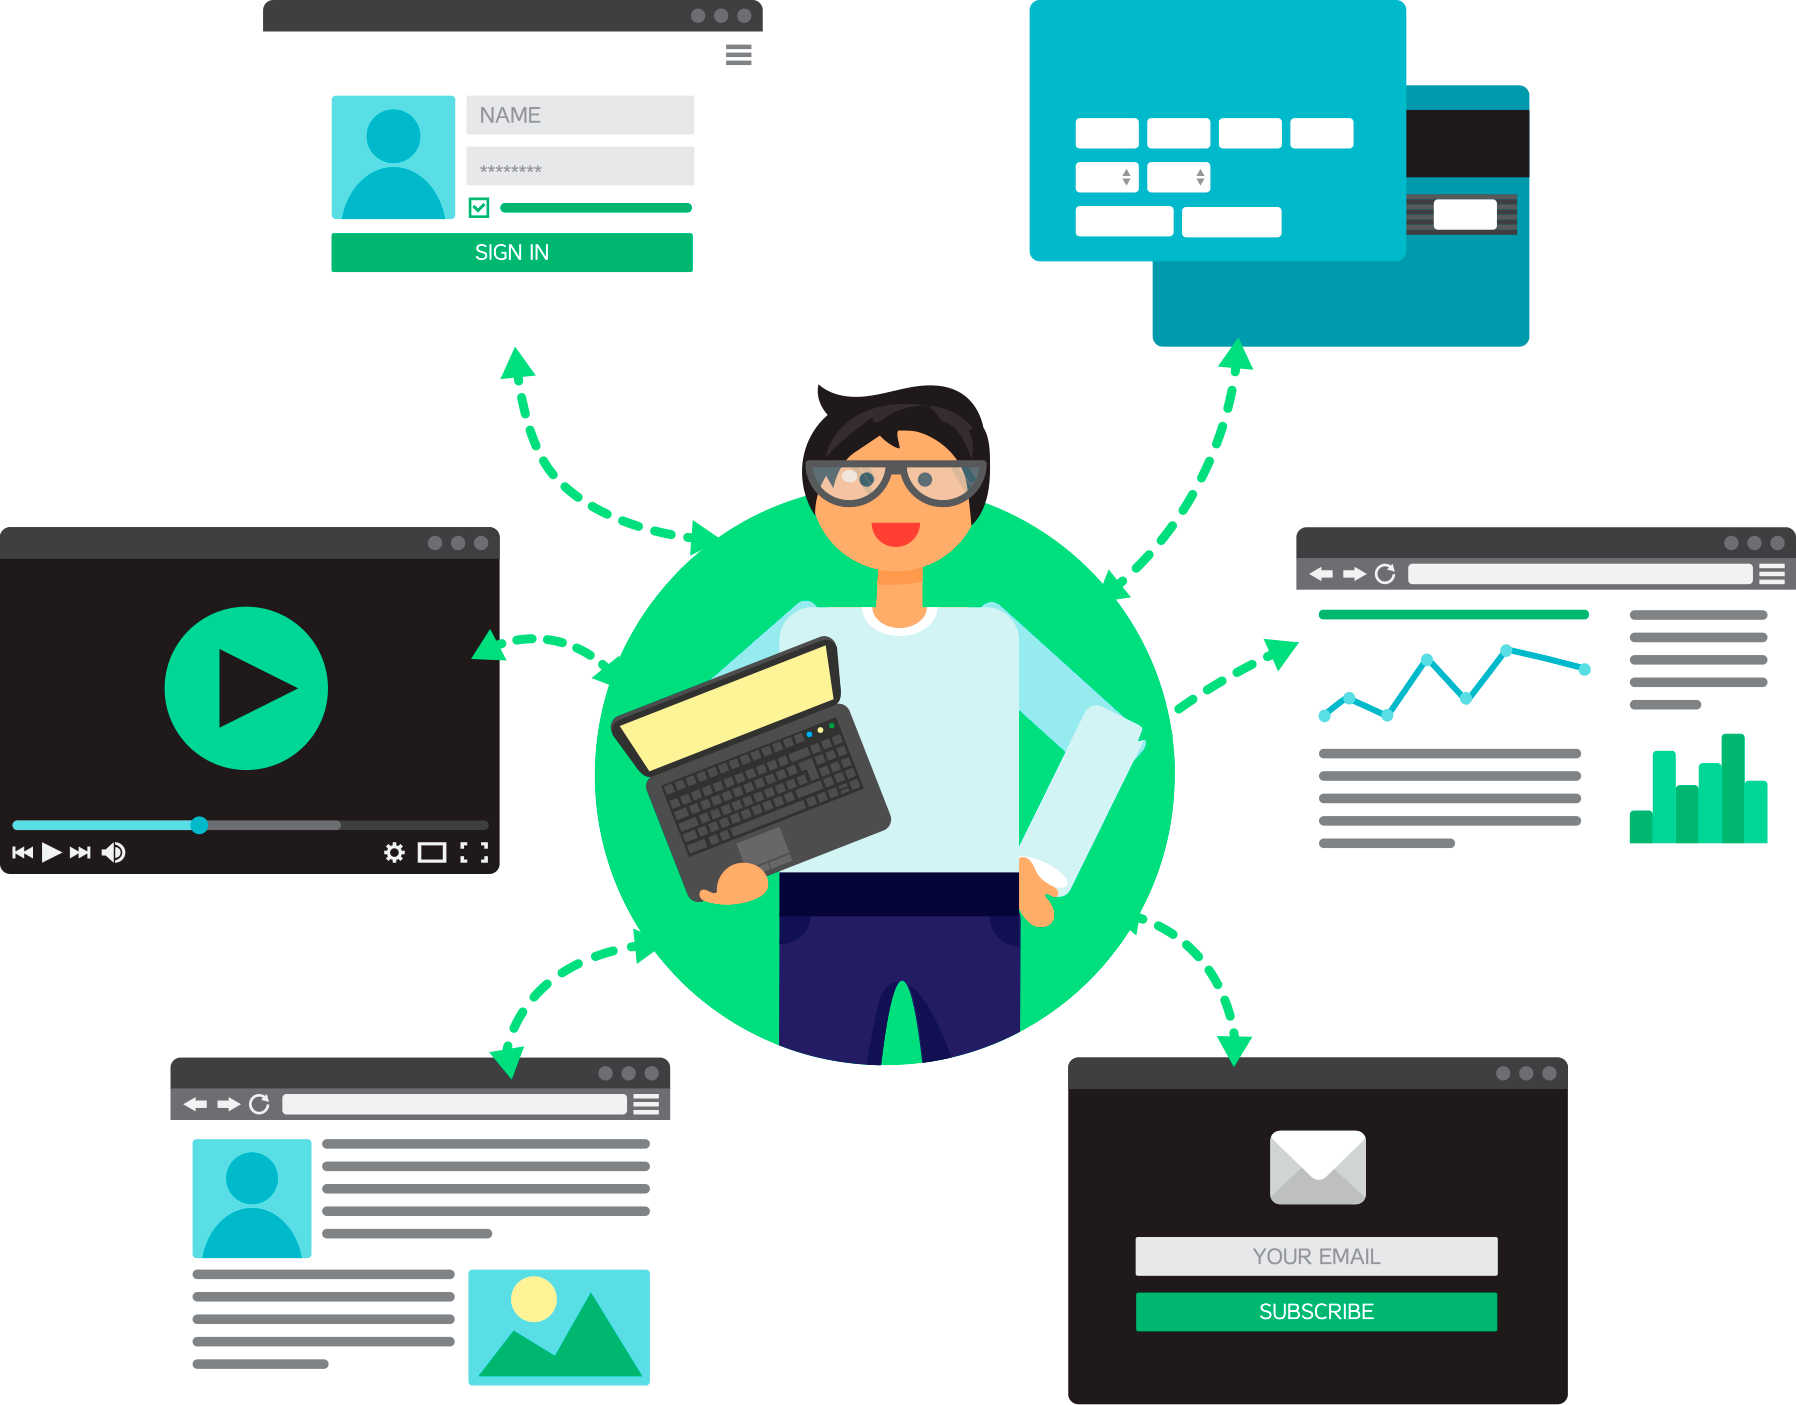 NAME
********
SIGN IN
YOUR EMAIL
SUBSCRIBE